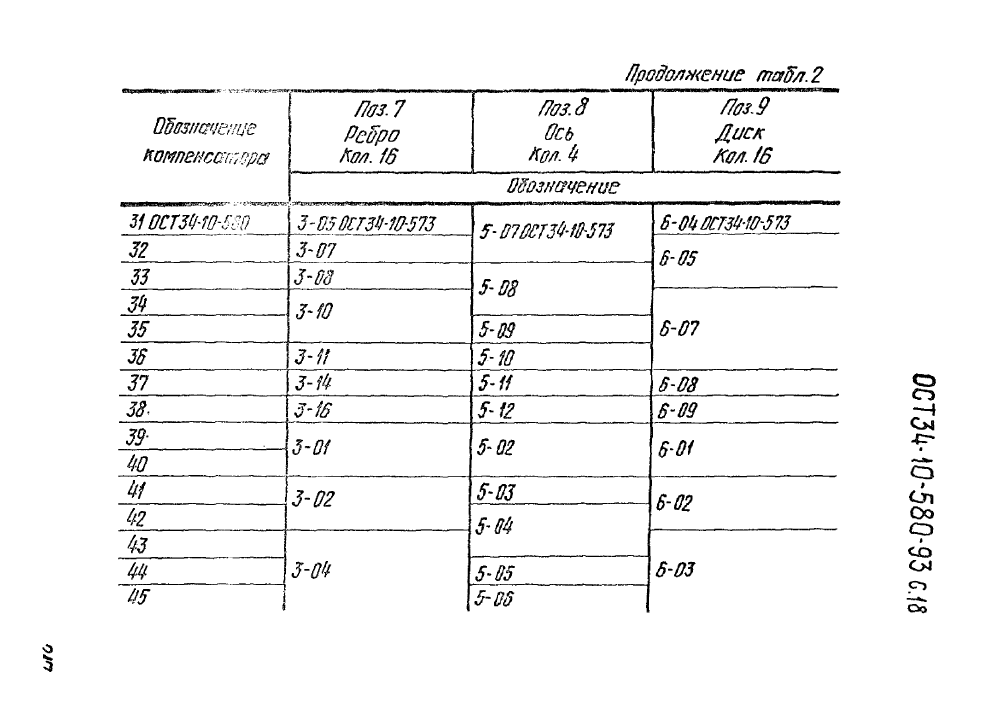 Продолжение табл. 2
Обозначение компенсатора | Поз. 7 Ребро Кол. 16 | Поз. 8 Ось Кол. 4 | Поз. 9 Диск Кол. 16
Обозначение
31 ОСТ34-10-580 | 3-05 ОСТ34-10-573 | 5-07 ОСТ34-10-573 | 6-04 ОСТ34-10-573
32 | 3-07 | 6-05
33 | 3-08 | 5-08
34 | 3-10 | 6-07
35 | 5-09
36 | 3-11 | 5-10
37 | 3-14 | 5-11 | 6-08
38 | 3-16 | 5-12 | 6-09
39 | 3-01 | 5-02 | 6-01
40
41 | 3-02 | 5-03 | 6-02
42 | 5-04
43 | 3-04 | 6-03
44 | 5-05
45 | 5-06
ОСТ34-10-580-93 с.18